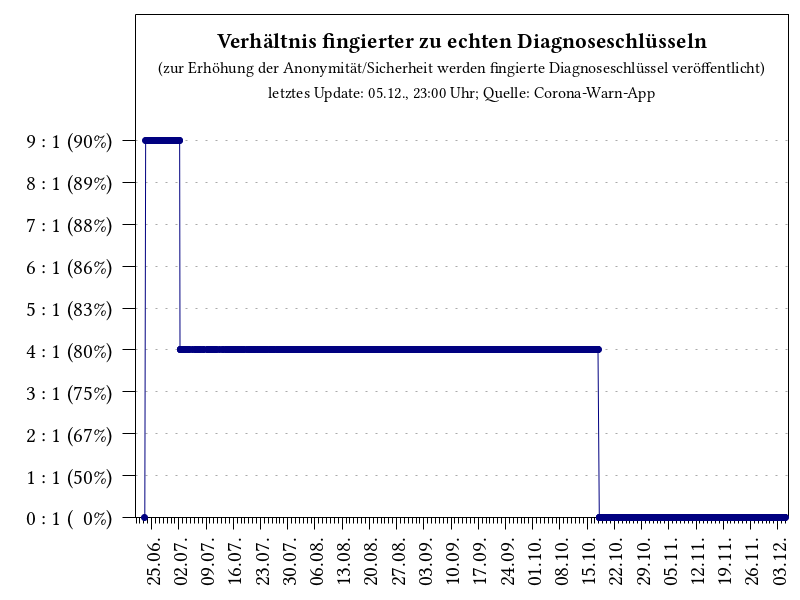 Verhältnis fingierter zu echten Diagnoseschlüsseln
(zur Erhöhung der Anonymität/Sicherheit werden fingierte Diagnoseschlüssel veröffentlicht)
letztes Update: 05.12., 23:00 Uhr; Quelle: Corona-Warn-App
9 : 1 (90%)
8 : 1 (89%)
7 : 1 (88%)
6 : 1 (86%)
5 : 1 (83%)
4 : 1 (80%)
3 : 1 (75%)
2 : 1 (67%)
1 : 1 (50%)
0 : 1 ( 0%)
25.06.
02.07.
09.07.
16.07.
23.07.
30.07.
06.08.
13.08.
20.08.
27.08.
03.09.
10.09.
17.09.
24.09.
01.10.
08.10.
15.10.
22.10.
29.10.
05.11.
12.11.
19.11.
26.11.
03.12.